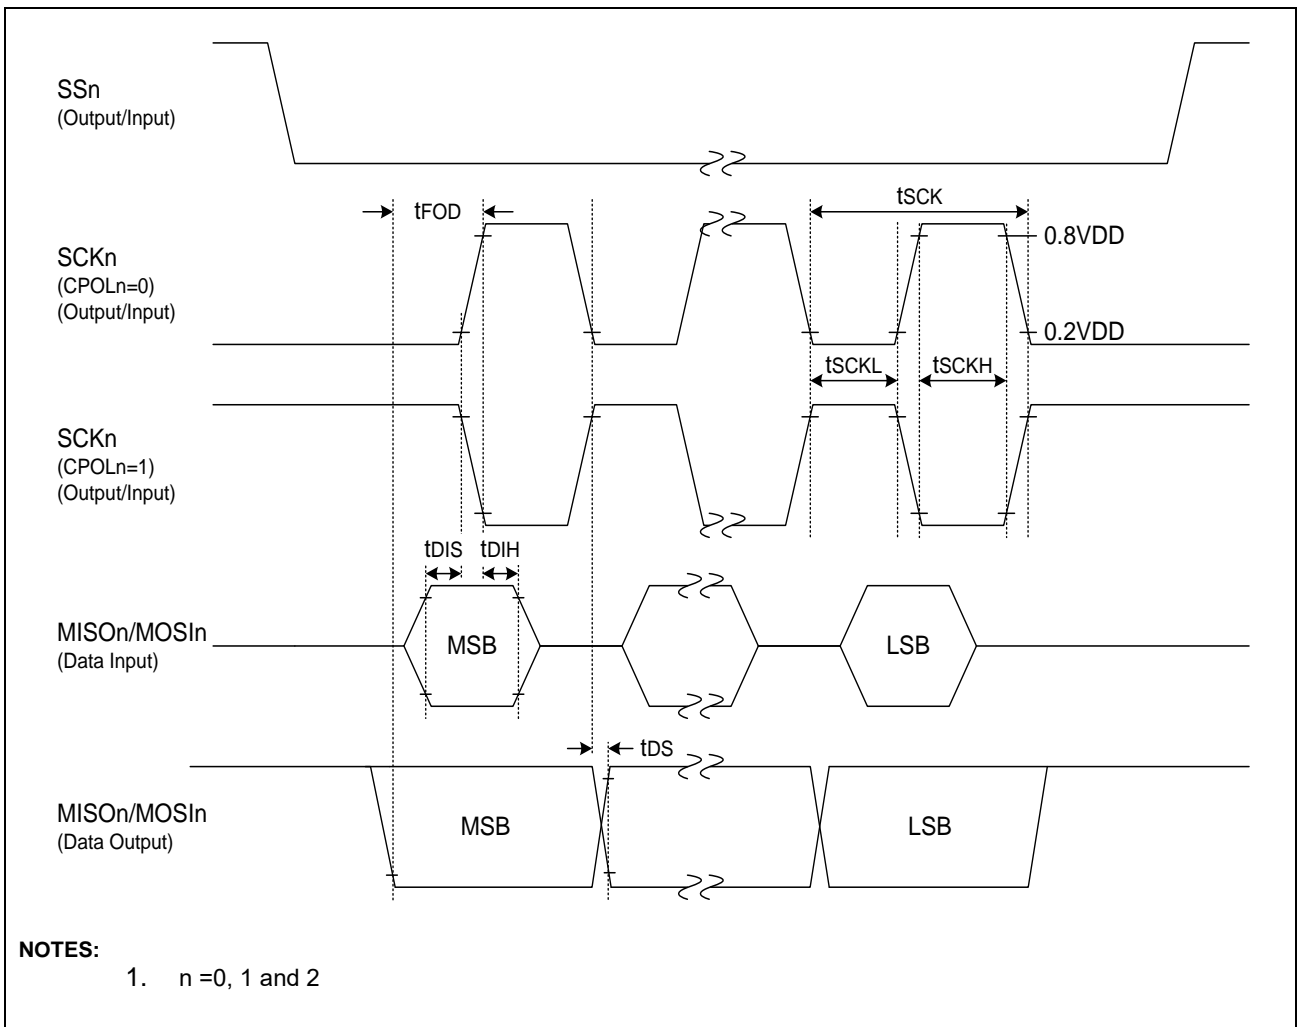 SSn
(Output/Input)
tFOD
tSCK
SCKn
(CPOLn=0)
(Output/Input)
0.8VDD
0.2VDD
tSCKL
tSCKH
SCKn
(CPOLn=1)
(Output/Input)
tDIS
tDIH
MISOn/MOSIn
(Data Input)
MSB
LSB
tDS
MISOn/MOSIn
(Data Output)
MSB
LSB
NOTES:
1. n =0, 1 and 2